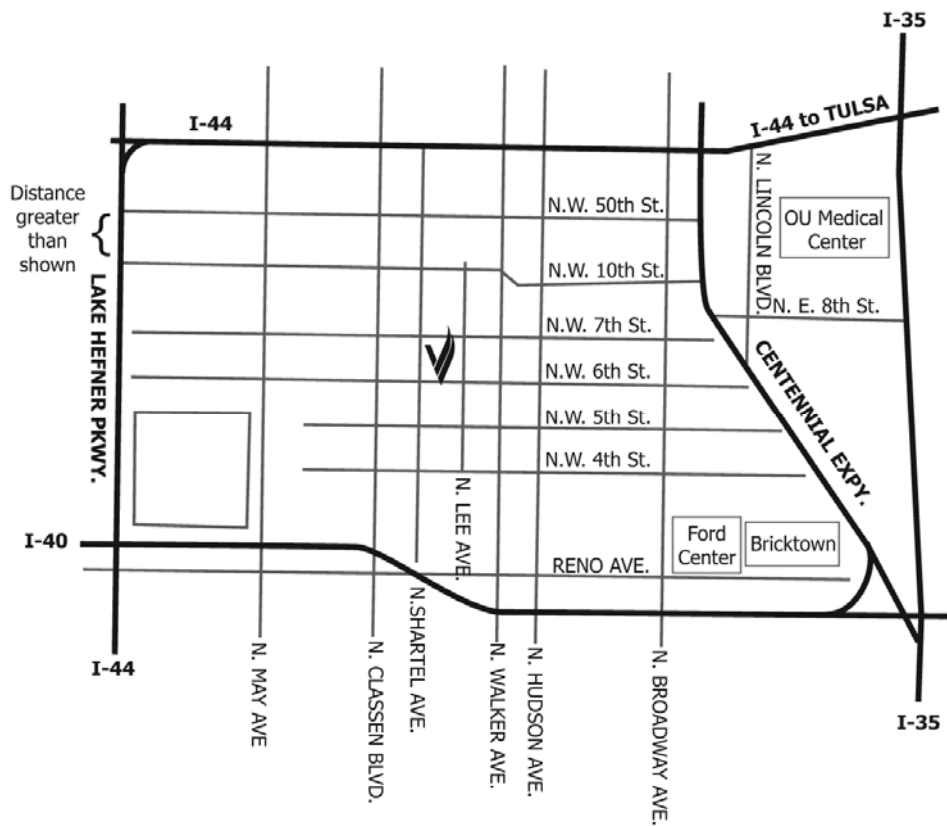 I-35
I-44
I-44 to TULSA
Distance
greater
than
shown
N.W. 50th St.
N. LINCOLN BLVD.
OU Medical
Center
N.W. 10th St.
LAKE HEFNER PKWY.
N. E. 8th St.
N.W. 7th St.
N.W. 6th St.
CENTENNIAL EXPY.
N.W. 5th St.
N.W. 4th St.
N. LEE AVE.
I-40
Ford
Center
Bricktown
RENO AVE.
I-44
N. MAY AVE
N. CLASSEN BLVD.
N.SHARTEL AVE.
N. WALKER AVE.
N. HUDSON AVE.
N. BROADWAY AVE.
I-35